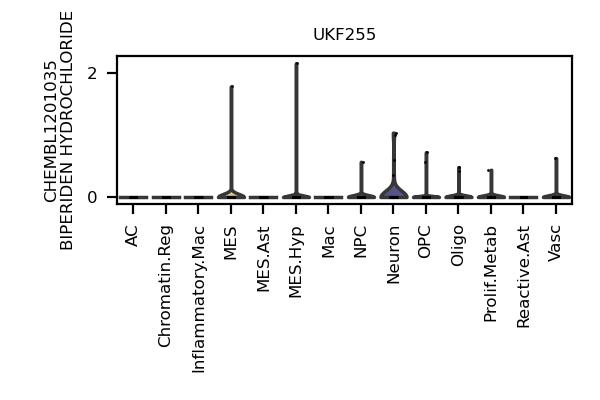 UKF255
CHEMBL1201035
BIPERIDEN HYDROCHLORIDE
2
0
AC
Chromatin.Reg
Inflammatory.Mac
MES
MES.Ast
MES.Hyp
Mac
NPC
Neuron
OPC
Oligo
Prolif.Metab
Reactive.Ast
Vasc